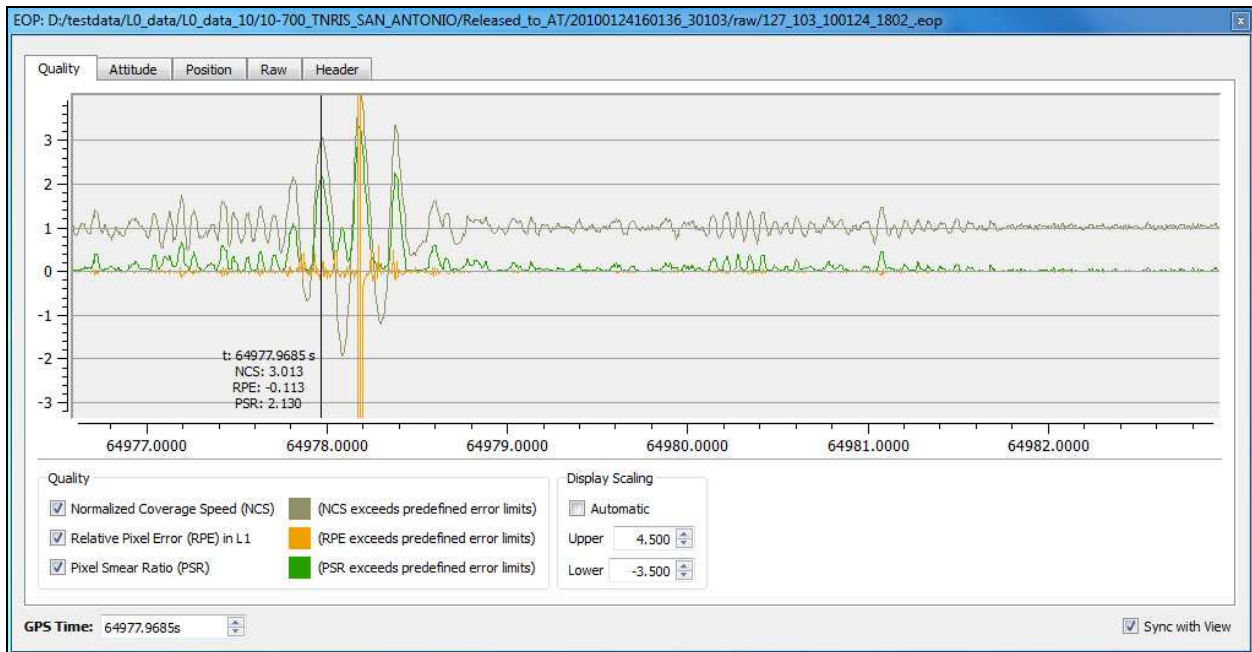 EOP: D:/testdata/L0_data/L0_data_10/10-700_TNRIS_SAN_ANTONIO/Released_to_AT/20100124160136_30103/raw/127_103_100124_1802_.eop
x
Quality Attitude Position Raw Header
3
2
1
0
-1
-2
-3
t: 64977.9685 s
NCS: 3.013
RPE: -0.113
PSR: 2.130
64977.0000 64978.0000 64979.0000 64980.0000 64981.0000 64982.0000
Quality
Normalized Coverage Speed (NCS) (NCS exceeds predefined error limits)
Relative Pixel Error (RPE) in L1 (RPE exceeds predefined error limits)
Pixel Smear Ratio (PSR) (PSR exceeds predefined error limits)
Display Scaling
Automatic
Upper 4.500
Lower -3.500
GPS Time: 64977.9685s
Sync with View